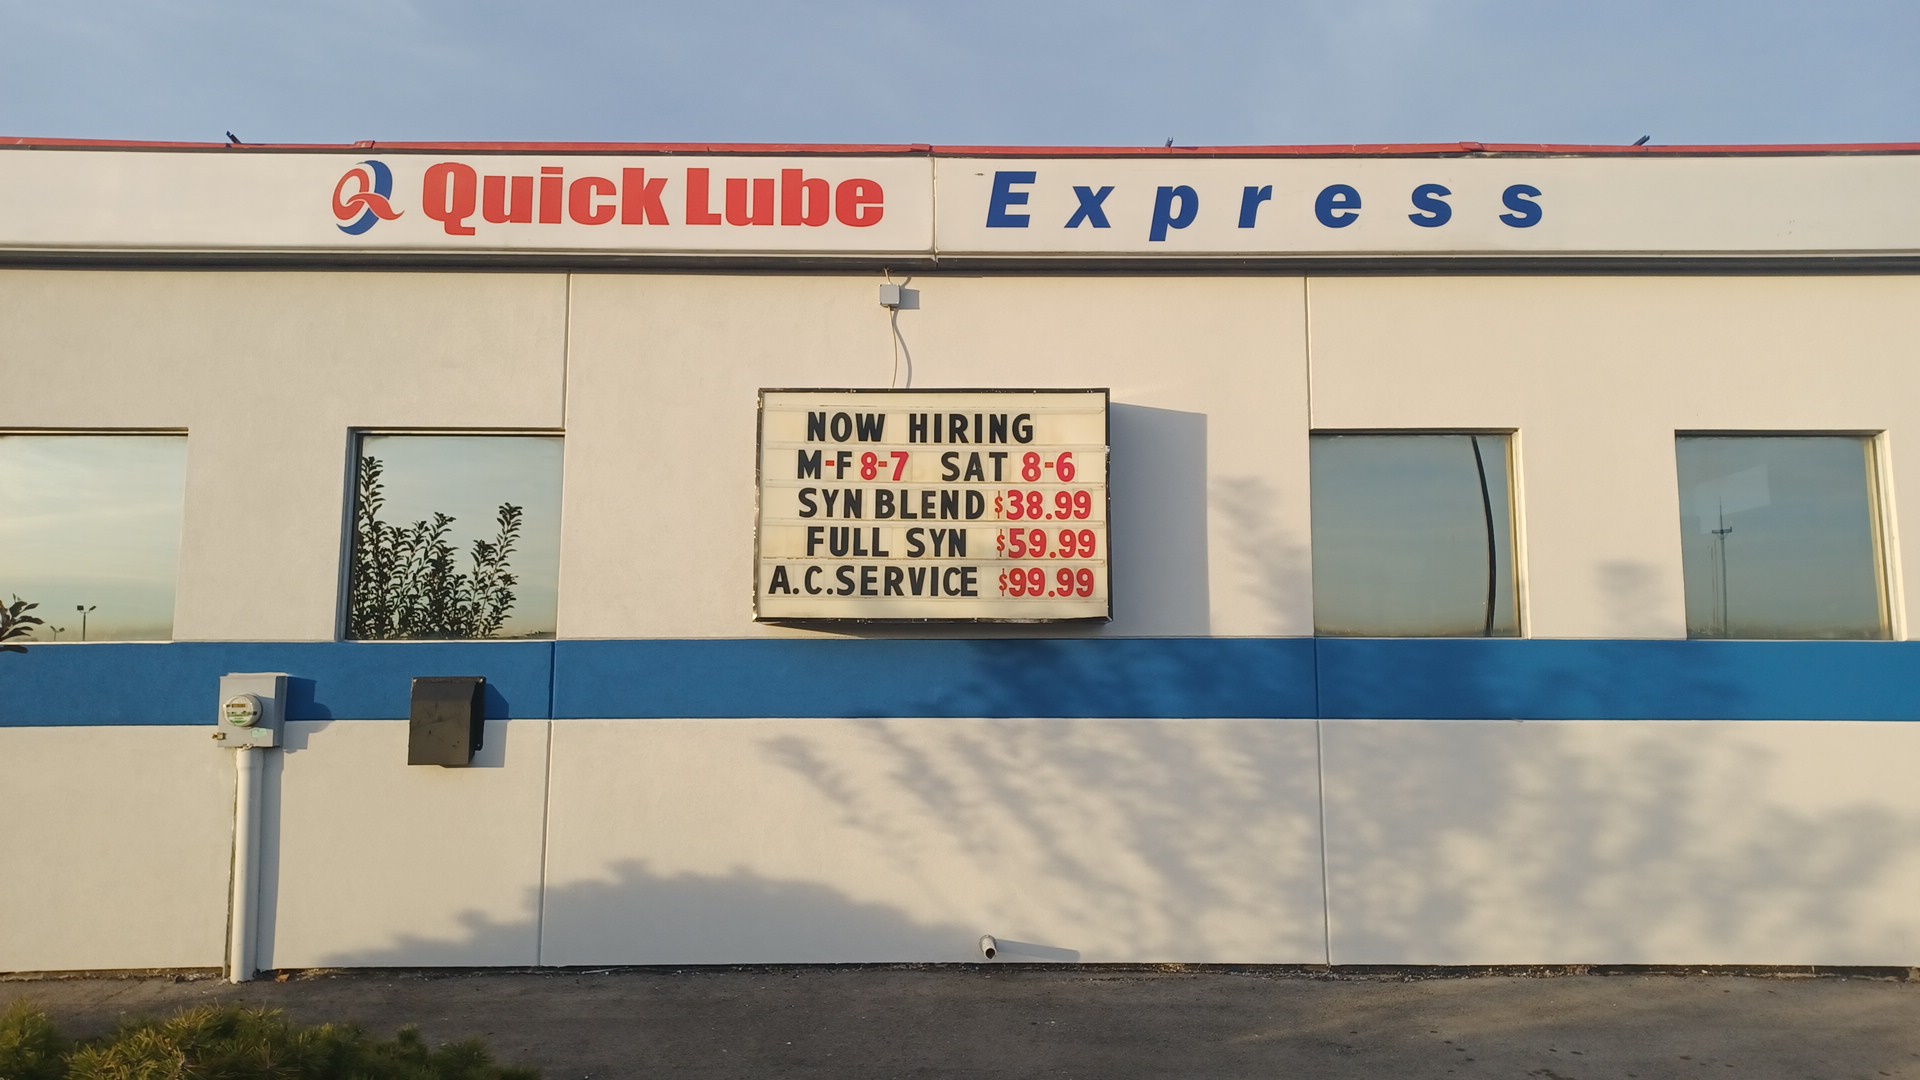 Quick Lube Express
NOW HIRING
M-F 8-7 SAT 8-6
SYN BLEND $38.99
FULL SYN $59.99
A.C.SERVICE $99.99